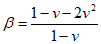 β = (1 − ν − 2ν²) / (1 − ν)